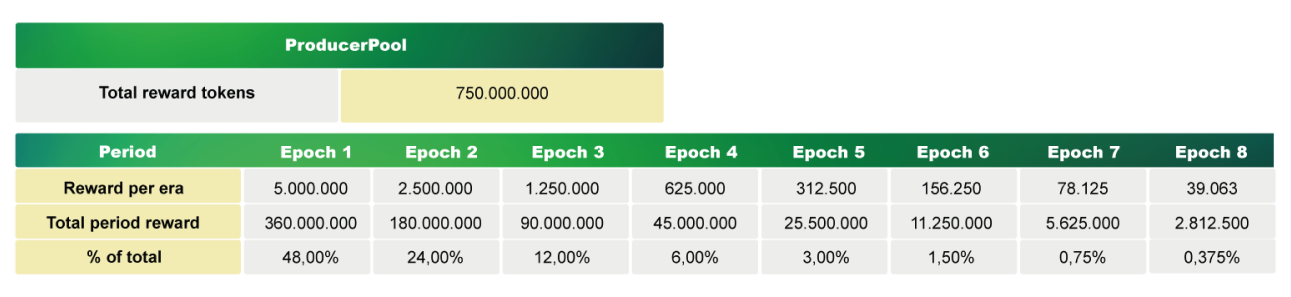 ProducerPool
Total reward tokens 750.000.000
Period Epoch 1 Epoch 2 Epoch 3 Epoch 4 Epoch 5 Epoch 6 Epoch 7 Epoch 8
Reward per era 5.000.000 2.500.000 1.250.000 625.000 312.500 156.250 78.125 39.063
Total period reward 360.000.000 180.000.000 90.000.000 45.000.000 25.500.000 11.250.000 5.625.000 2.812.500
% of total 48,00% 24,00% 12,00% 6,00% 3,00% 1,50% 0,75% 0,375%